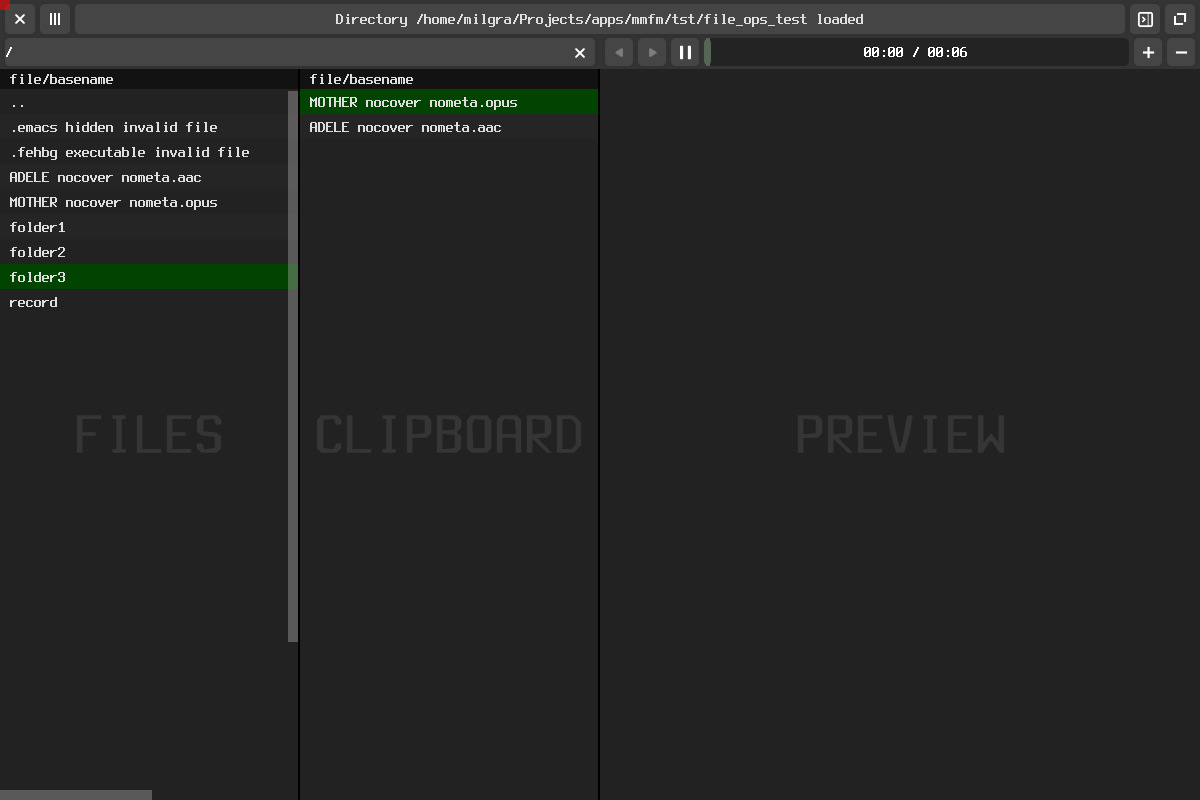 Directory /home/milgra/Projects/apps/mmfm/tst/file_ops_test loaded
/
00:00 / 00:06
file/basename
..
.emacs hidden invalid file
.fehbg executable invalid file
ADELE nocover nometa.aac
MOTHER nocover nometa.opus
folder1
folder2
folder3
record
FILES
file/basename
MOTHER nocover nometa.opus
ADELE nocover nometa.aac
CLIPBOARD
PREVIEW